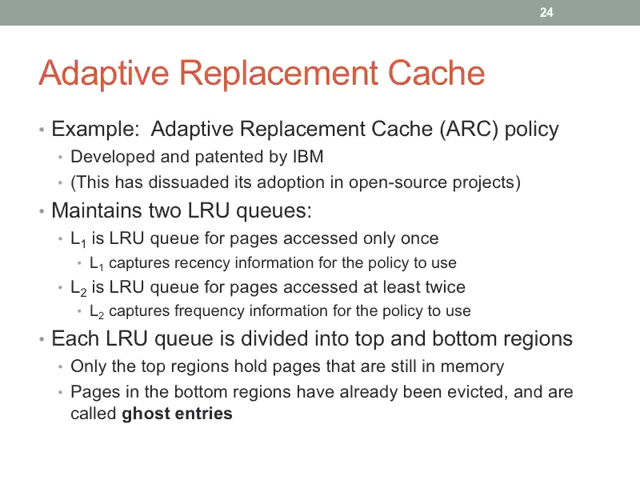 24
Adaptive Replacement Cache
• Example: Adaptive Replacement Cache (ARC) policy
• Developed and patented by IBM
• (This has dissuaded its adoption in open-source projects)
• Maintains two LRU queues:
• L₁ is LRU queue for pages accessed only once
• L₁ captures recency information for the policy to use
• L₂ is LRU queue for pages accessed at least twice
• L₂ captures frequency information for the policy to use
• Each LRU queue is divided into top and bottom regions
• Only the top regions hold pages that are still in memory
• Pages in the bottom regions have already been evicted, and are
called ghost entries